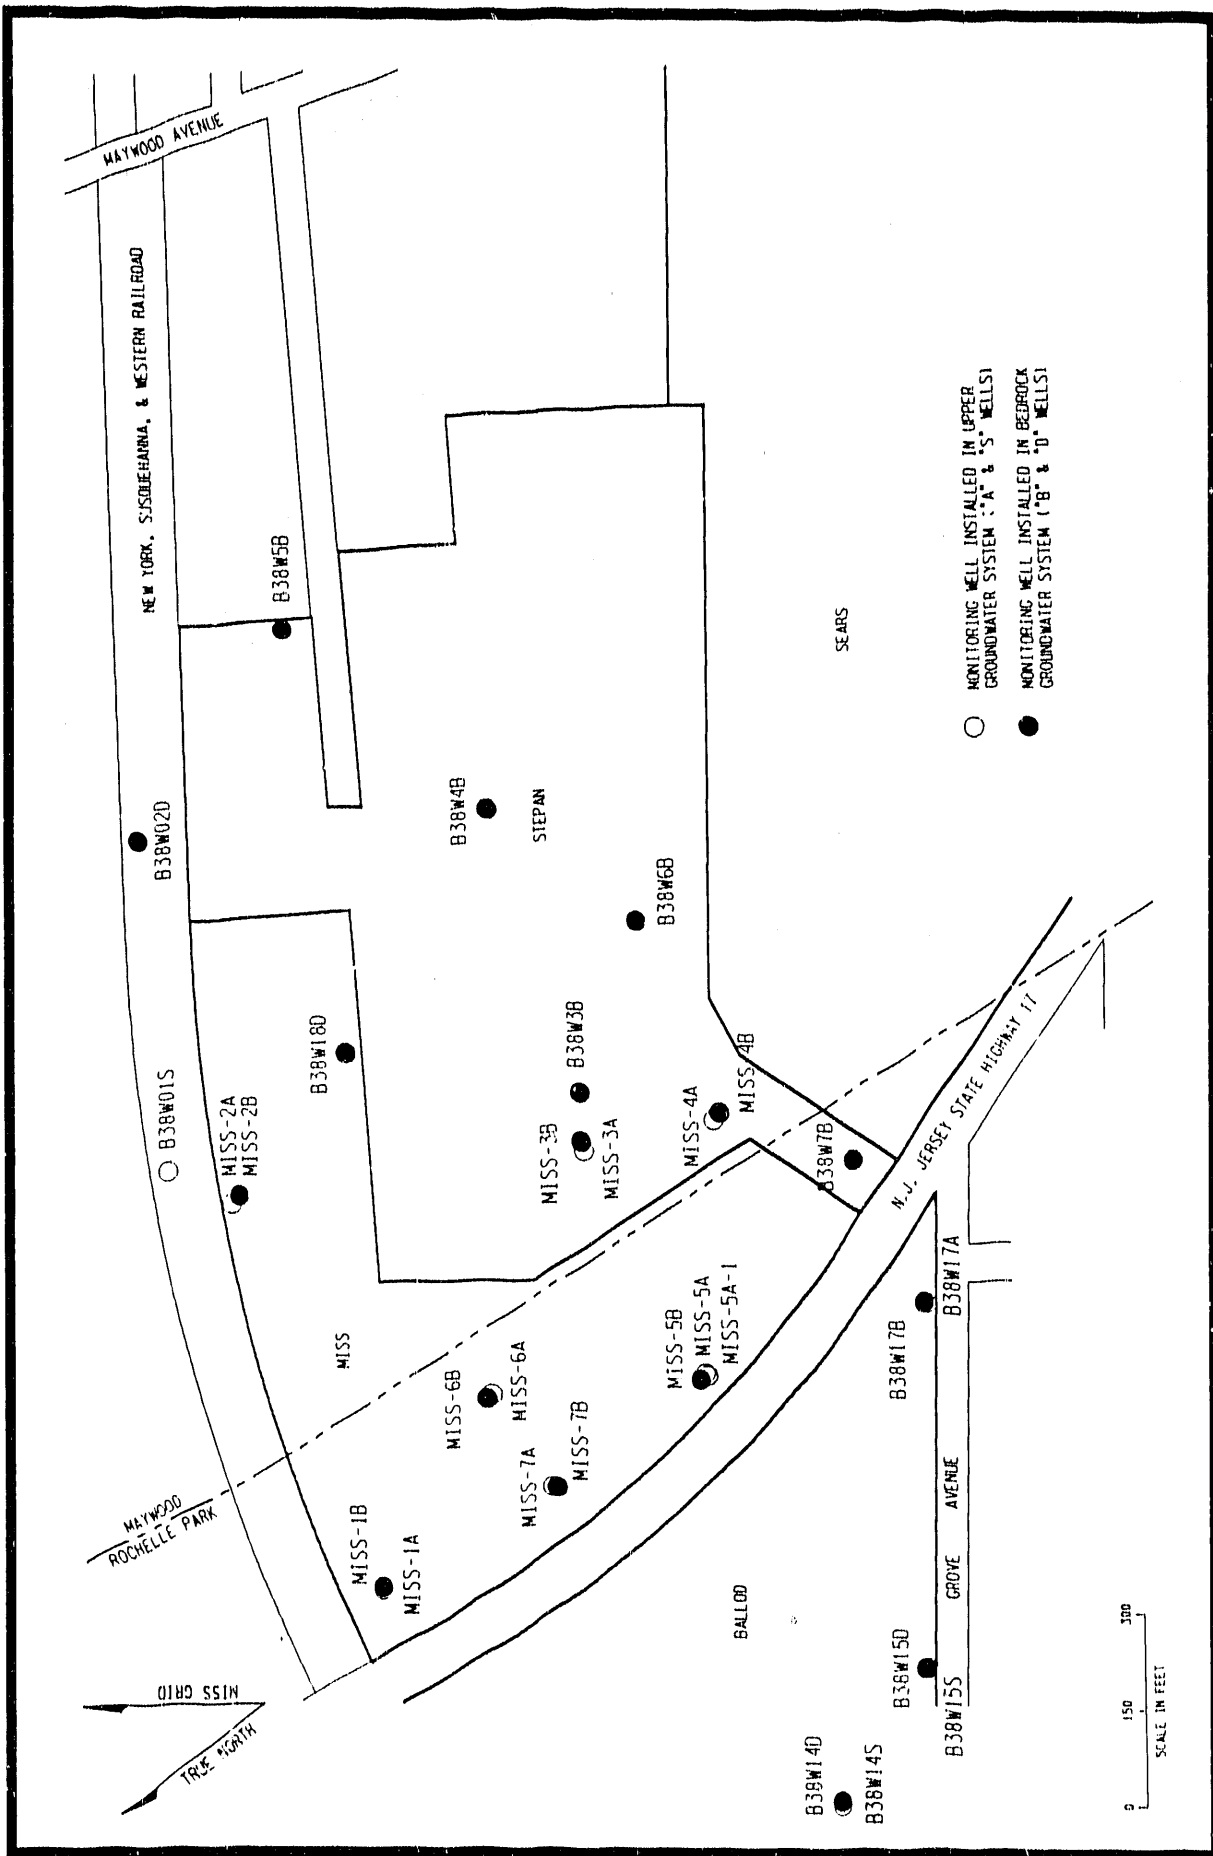 MAYWOOD AVENUE
NEW YORK, SUSQUEHANNA, & WESTERN RAILROAD
B38W5B
B38W02D
B38W4B
STEPAN
B38W6B
SEARS
B38W01S
B38W18D
MISS-2A
MISS-2B
B38W3B
MISS-3B
MISS-3A
MISS-4A
MISS-4B
B38W7B
N.J. JERSEY STATE HIGHWAY 17
MISS
MISS-6B
MISS-6A
MISS-5B
MISS-5A
MISS-5A-1
MISS-7A
MISS-7B
MISS-1B
MISS-1A
MAYWOOD
ROCHELLE PARK
B38W17B
B38W17A
GROVE AVENUE
BALLOD
B38W15D
B38W15S
B38W14D
B38W14S
MISS GRID
TRUE NORTH
MONITORING WELL INSTALLED IN UPPER
GROUNDWATER SYSTEM ("A" & "S" WELLS)
MONITORING WELL INSTALLED IN BEDROCK
GROUNDWATER SYSTEM ("B" & "D" WELLS)
0 150 300
SCALE IN FEET